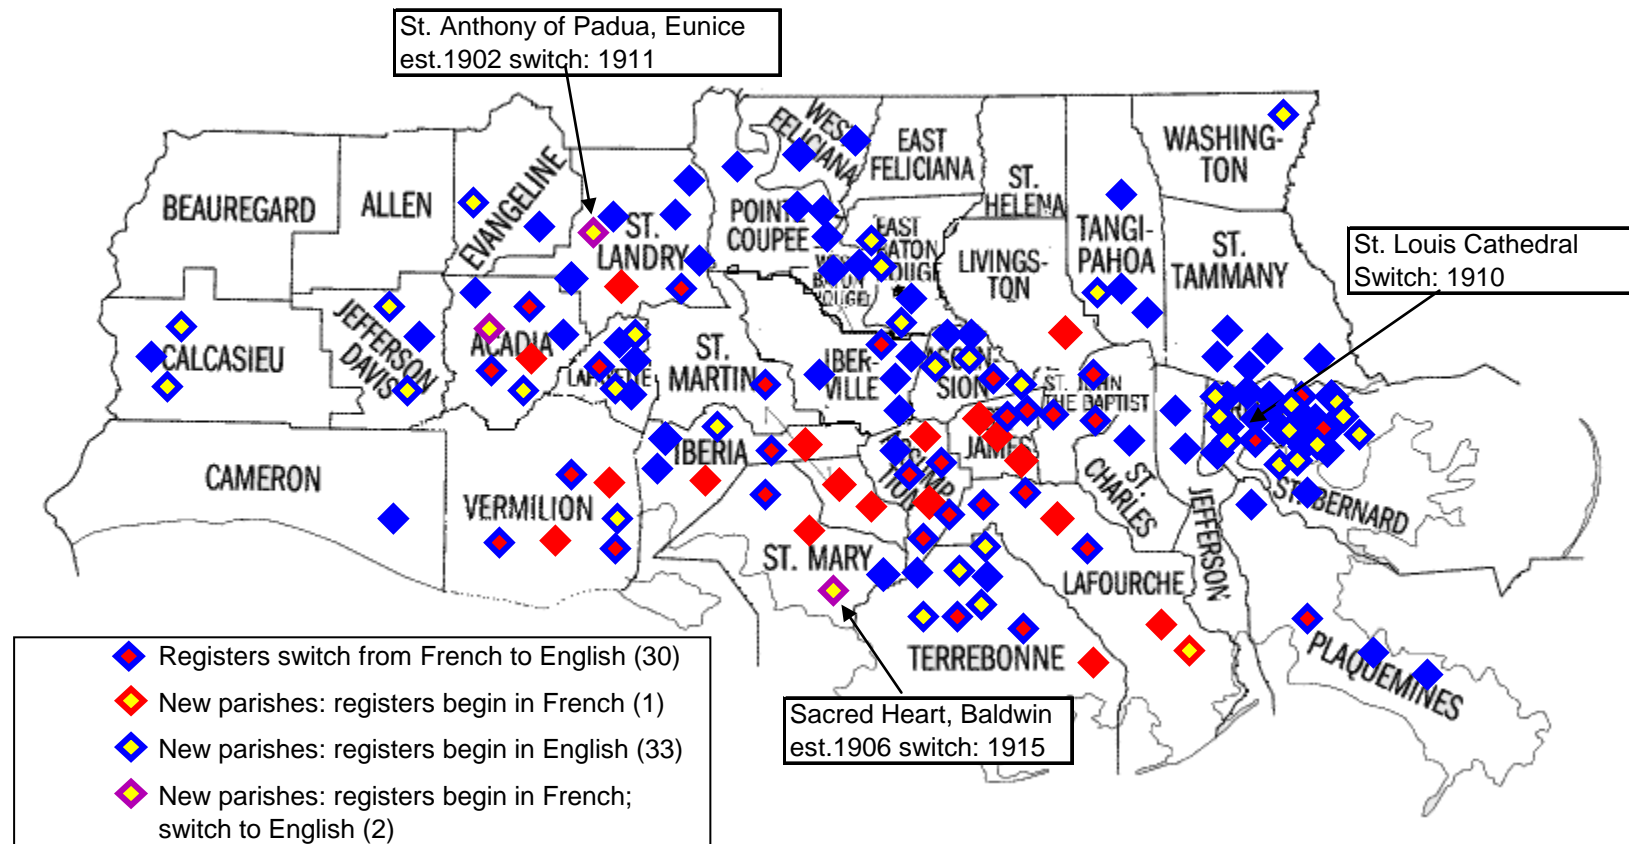 St. Anthony of Padua, Eunice
est.1902 switch: 1911
WEST
FELICIANA
EAST
FELICIANA
ST.
HELENA
WASHING-
TON
BEAUREGARD
ALLEN
EVANGELINE
ST.
LANDRY
POINTE
COUPEE
EAST
BATON
ROUGE
LIVINGS-
TON
TANGI-
PAHOA
ST.
TAMMANY
St. Louis Cathedral
Switch: 1910
CALCASIEU
JEFFERSON
DAVIS
ACADIA
LAFAYETTE
ST.
MARTIN
IBER-
VILLE
ASCEN-
SION
ST. JOHN
THE BAPTIST
CAMERON
VERMILION
IBERIA
JAMES
ST.
CHARLES
JEFFERSON
ST. BERNARD
ST. MARY
LAFOURCHE
TERREBONNE
PLAQUEMINES
Sacred Heart, Baldwin
est.1906 switch: 1915
Registers switch from French to English (30)
New parishes: registers begin in French (1)
New parishes: registers begin in English (33)
New parishes: registers begin in French;
switch to English (2)